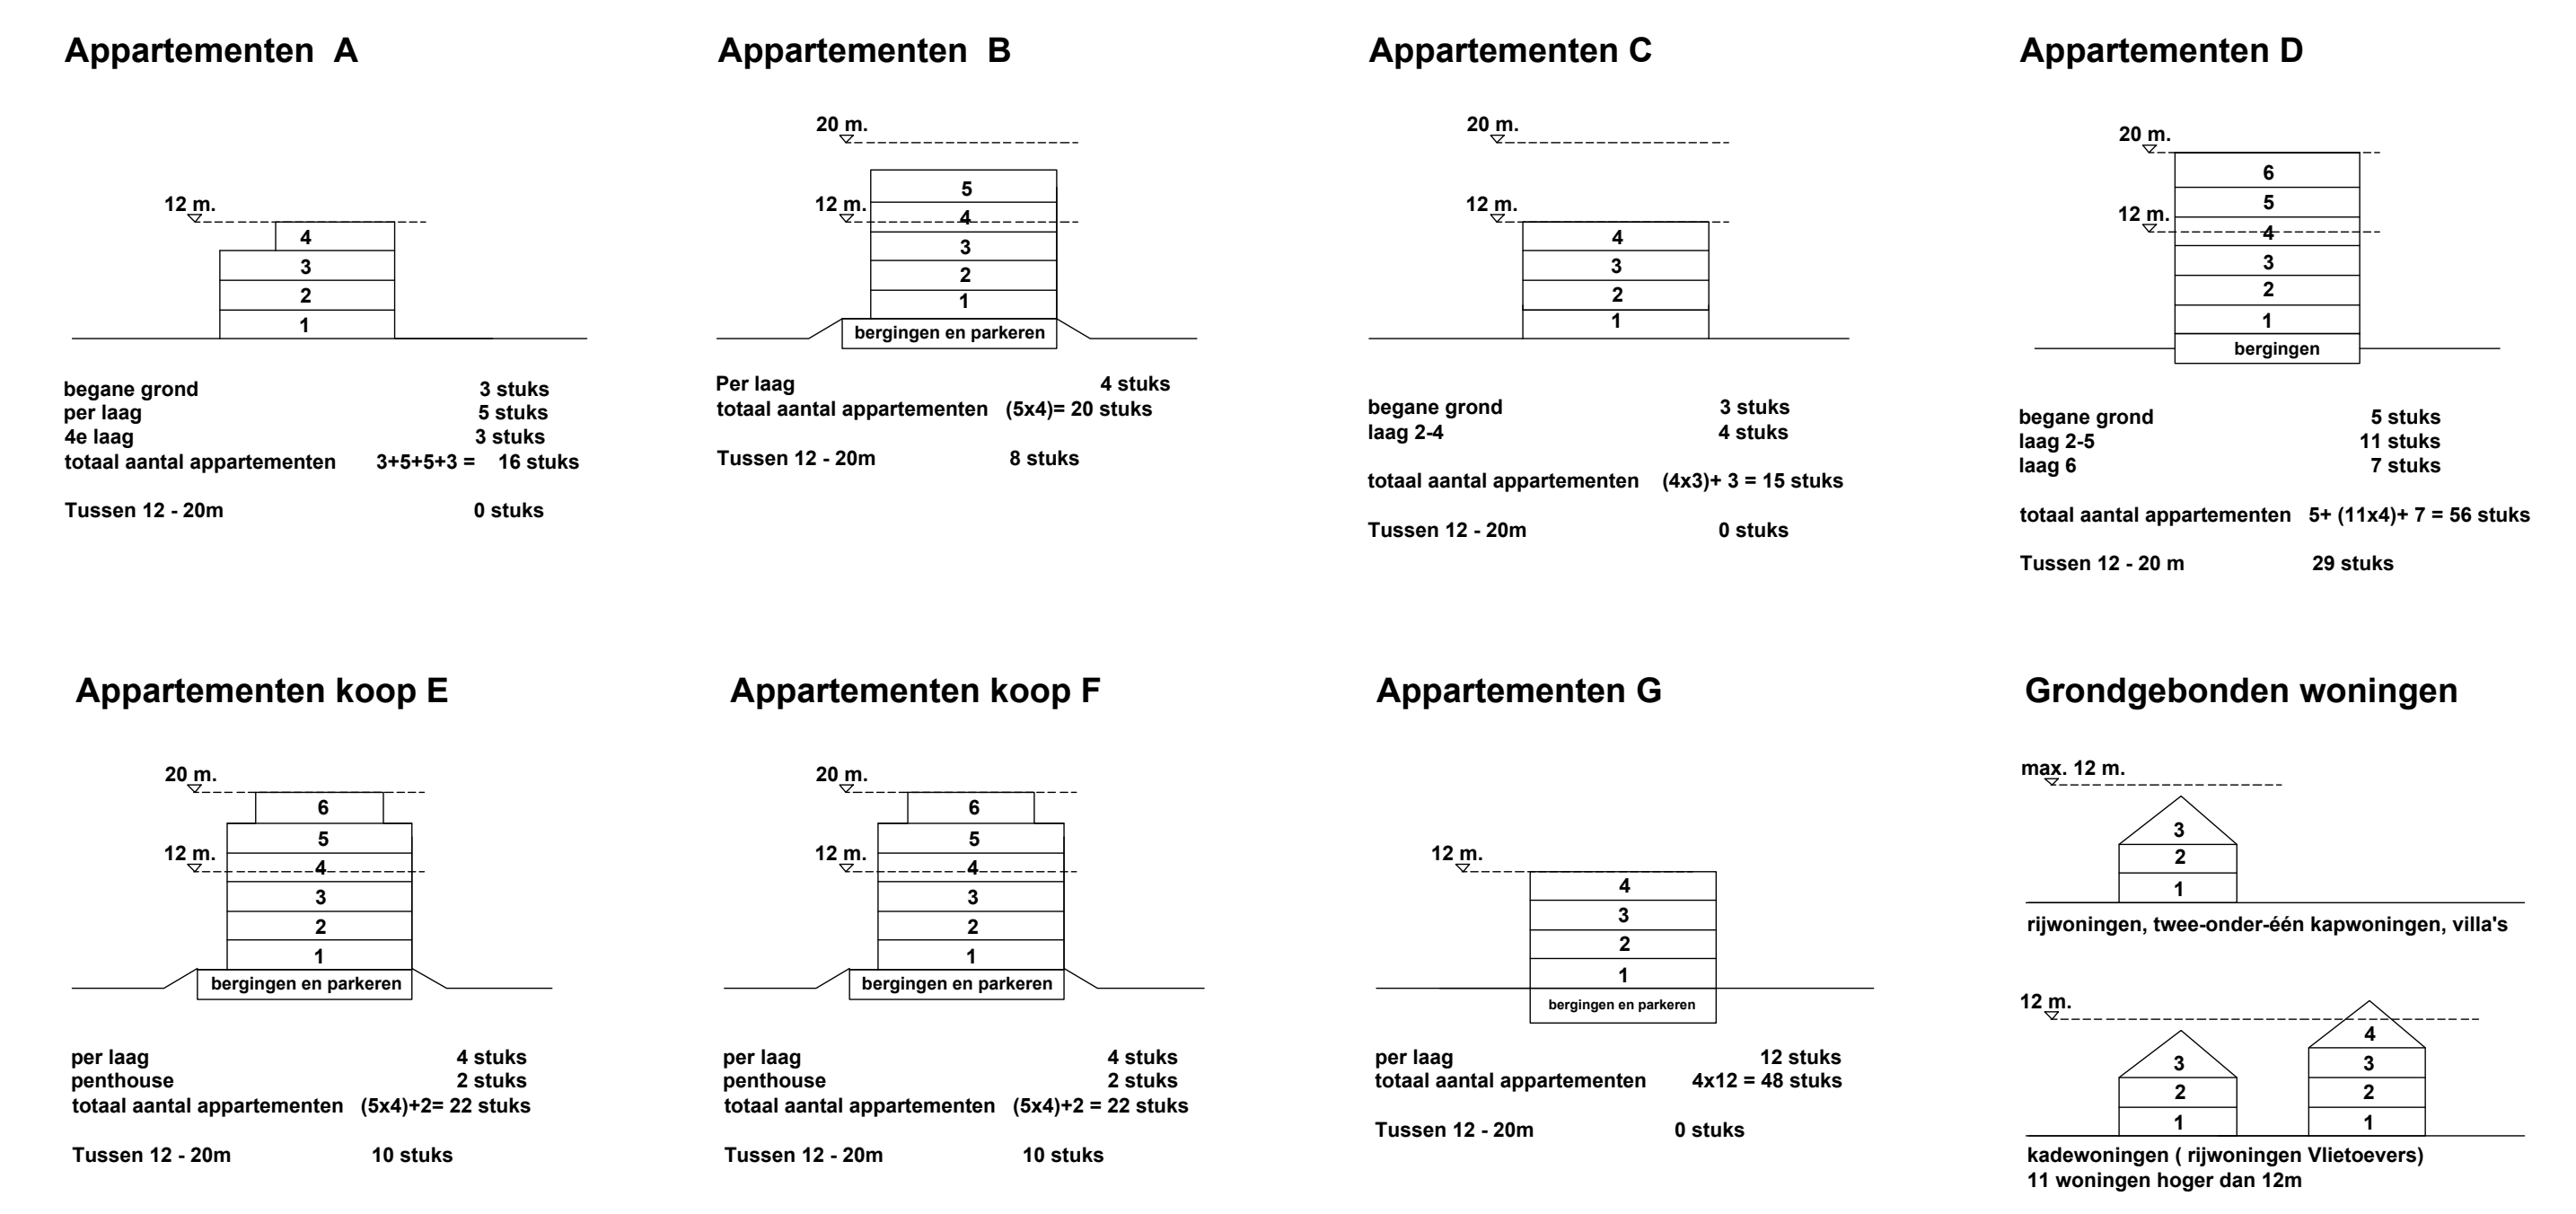 Appartementen A
12 m.
4
3
2
1
begane grond 3 stuks
per laag 5 stuks
4e laag 3 stuks
totaal aantal appartementen 3+5+5+3 = 16 stuks
Tussen 12 - 20m 0 stuks
Appartementen B
20 m.
12 m.
5
4
3
2
1
bergingen en parkeren
Per laag 4 stuks
totaal aantal appartementen (5x4)= 20 stuks
Tussen 12 - 20m 8 stuks
Appartementen C
20 m.
12 m.
4
3
2
1
begane grond 3 stuks
laag 2-4 4 stuks
totaal aantal appartementen (4x3)+ 3 = 15 stuks
Tussen 12 - 20m 0 stuks
Appartementen D
20 m.
12 m.
6
5
4
3
2
1
bergingen
begane grond 5 stuks
laag 2-5 11 stuks
laag 6 7 stuks
totaal aantal appartementen 5+ (11x4)+ 7 = 56 stuks
Tussen 12 - 20 m 29 stuks
Appartementen koop E
20 m.
12 m.
6
5
4
3
2
1
bergingen en parkeren
per laag 4 stuks
penthouse 2 stuks
totaal aantal appartementen (5x4)+2= 22 stuks
Tussen 12 - 20m 10 stuks
Appartementen koop F
20 m.
12 m.
6
5
4
3
2
1
bergingen en parkeren
per laag 4 stuks
penthouse 2 stuks
totaal aantal appartementen (5x4)+2 = 22 stuks
Tussen 12 - 20m 10 stuks
Appartementen G
12 m.
4
3
2
1
bergingen en parkeren
per laag 12 stuks
totaal aantal appartementen 4x12 = 48 stuks
Tussen 12 - 20m 0 stuks
Grondgebonden woningen
max. 12 m.
3
2
1
rijwoningen, twee-onder-één kapwoningen, villa's
12 m.
3
2
1
4
3
2
1
kadewoningen ( rijwoningen Vlietoevers)
11 woningen hoger dan 12m